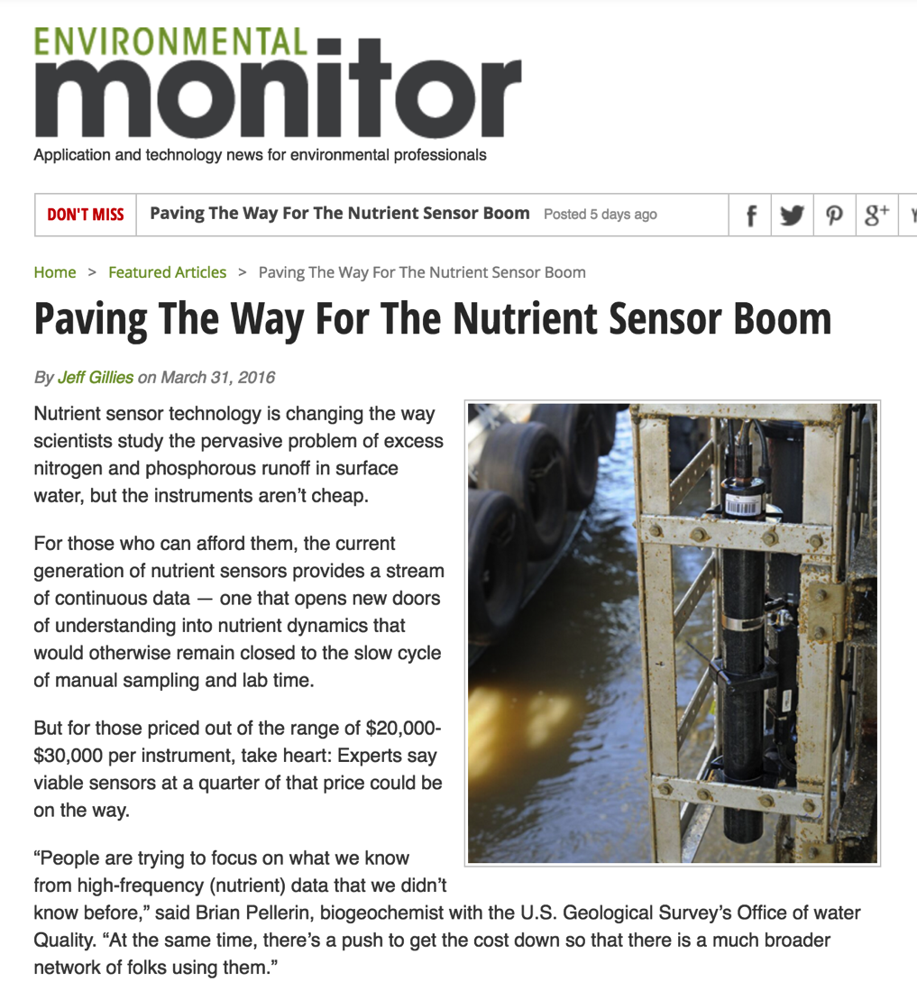 ENVIRONMENTAL
monitor
Application and technology news for environmental professionals
DON'T MISS
Paving The Way For The Nutrient Sensor Boom
Posted 5 days ago
Home > Featured Articles > Paving The Way For The Nutrient Sensor Boom
Paving The Way For The Nutrient Sensor Boom
By Jeff Gillies on March 31, 2016
Nutrient sensor technology is changing the way
scientists study the pervasive problem of excess
nitrogen and phosphorous runoff in surface
water, but the instruments aren’t cheap.
For those who can afford them, the current
generation of nutrient sensors provides a stream
of continuous data — one that opens new doors
of understanding into nutrient dynamics that
would otherwise remain closed to the slow cycle
of manual sampling and lab time.
But for those priced out of the range of $20,000-
$30,000 per instrument, take heart: Experts say
viable sensors at a quarter of that price could be
on the way.
“People are trying to focus on what we know
from high-frequency (nutrient) data that we didn’t
know before,” said Brian Pellerin, biogeochemist with the U.S. Geological Survey’s Office of water
Quality. “At the same time, there’s a push to get the cost down so that there is a much broader
network of folks using them.”